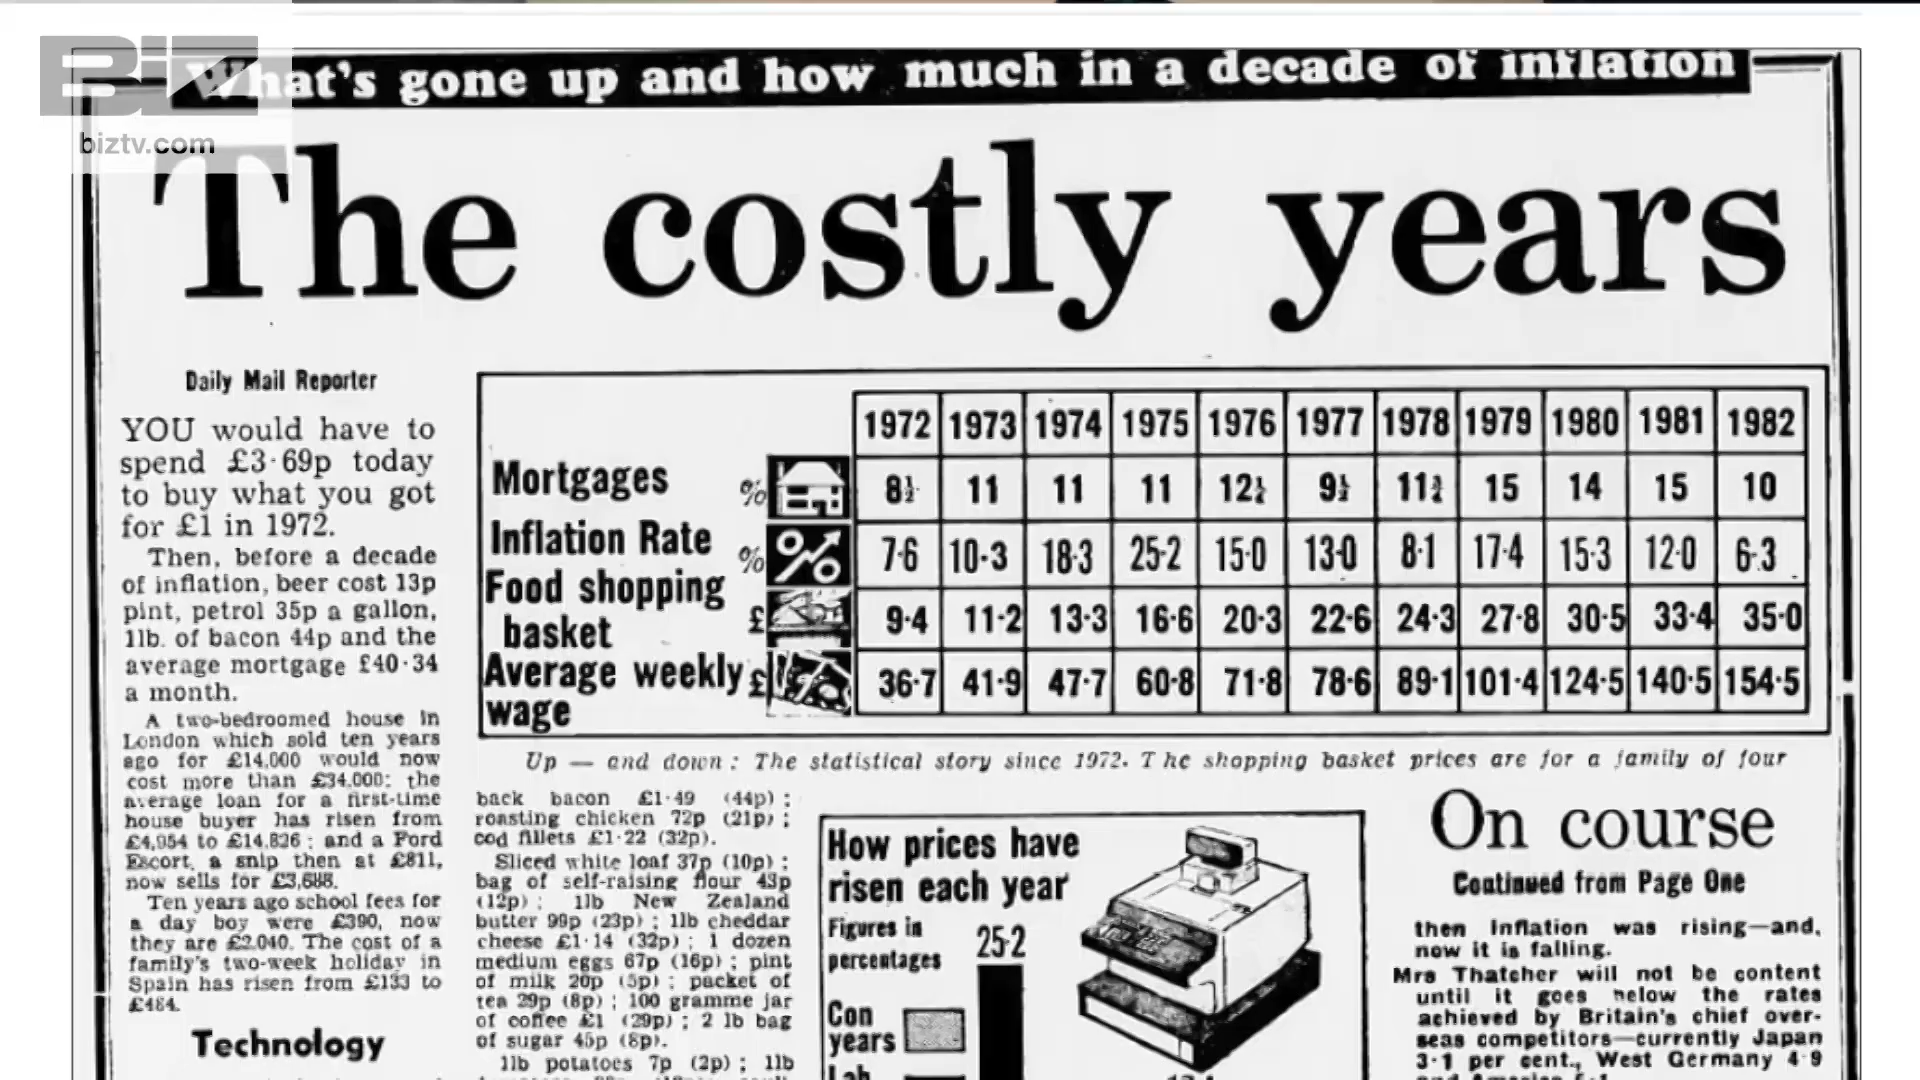 BIZ
biztv.com
What's gone up and how much in a decade of inflation
The costly years
Daily Mail Reporter
YOU would have to
spend £3·69p today
to buy what you got
for £1 in 1972.
Then, before a decade
of inflation, beer cost 13p
pint, petrol 35p a gallon,
1lb. of bacon 44p and the
average mortgage £40·34
a month.
A two-bedroomed house in
London which sold ten years
ago for £14,000 would now
cost more than £34,000: the
average loan for a first-time
house buyer has risen from
£4,954 to £14,826; and a Ford
Escort, a snip then at £811,
now sells for £3,688.
Ten years ago school fees for
a day boy were £390, now
they are £2,040. The cost of a
family's two-week holiday in
Spain has risen from £133 to
£484.
Technology
1972 1973 1974 1975 1976 1977 1978 1979 1980 1981 1982
Mortgages % 8½ 11 11 11 12¼ 9½ 11¾ 15 14 15 10
Inflation Rate % 7·6 10·3 18·3 25·2 15·0 13·0 8·1 17·4 15·3 12·0 6·3
Food shopping
basket £ 9·4 11·2 13·3 16·6 20·3 22·6 24·3 27·8 30·5 33·4 35·0
Average weekly
wage £ 36·7 41·9 47·7 60·8 71·8 78·6 89·1 101·4 124·5 140·5 154·5
Up — and down: The statistical story since 1972. The shopping basket prices are for a family of four
back bacon £1·49 (44p);
roasting chicken 72p (21p);
cod fillets £1·22 (32p).
Sliced white loaf 37p (10p);
bag of self-raising flour 43p
(12p); 1lb New Zealand
butter 99p (23p); 1lb cheddar
cheese £1·14 (32p); 1 dozen
medium eggs 67p (16p); pint
of milk 20p (5p); packet of
tea 29p (8p); 100 gramme jar
of coffee £1 (29p); 2 lb bag
of sugar 45p (8p).
1lb potatoes 7p (2p); 1lb
How prices have
risen each year
Figures in
percentages
25·2
Con
years
Lab
On course
Continued from Page One
then inflation was rising—and,
now it is falling.
Mrs Thatcher will not be content
until it goes below the rates
achieved by Britain's chief over-
seas competitors—currently Japan
3·1 per cent., West Germany 4·9